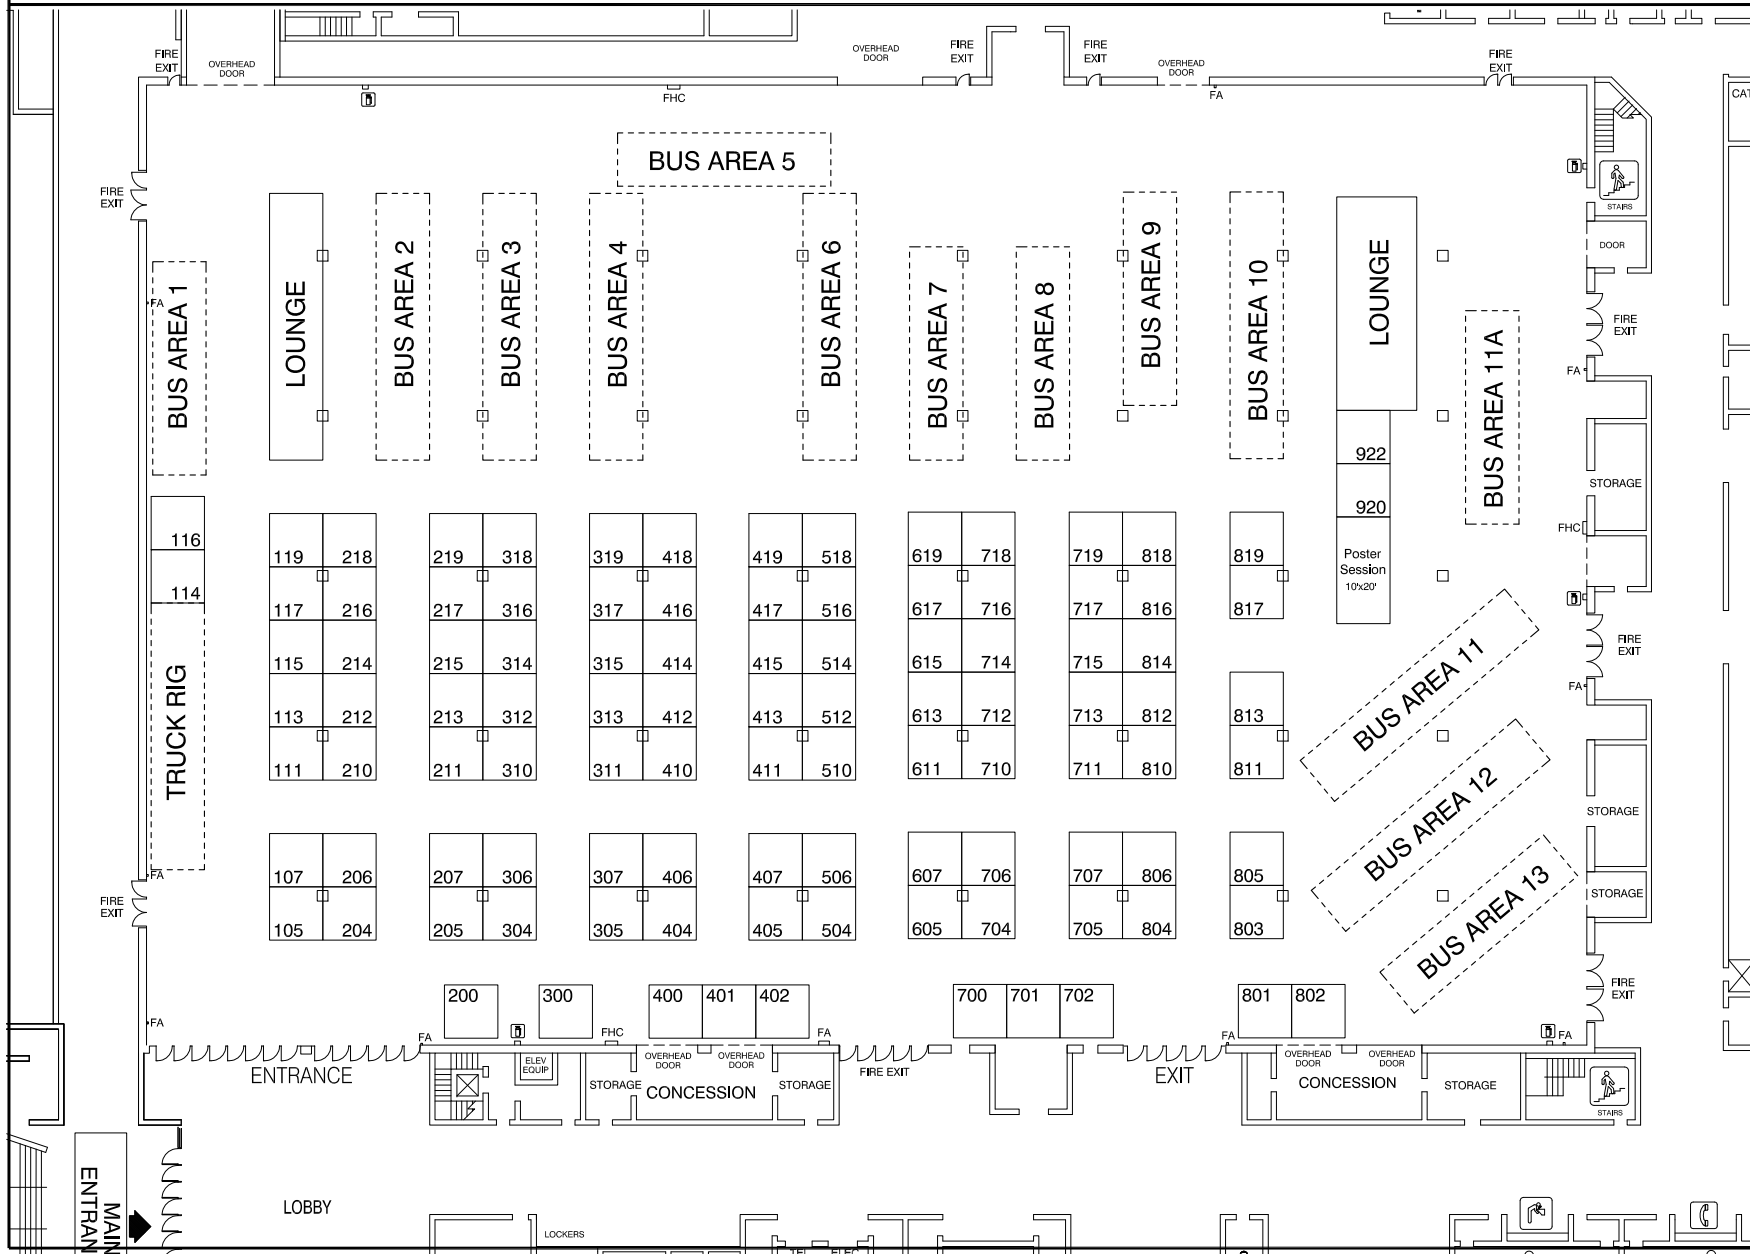 FIRE
EXIT
OVERHEAD
DOOR
OVERHEAD
DOOR
FIRE
EXIT
FIRE
EXIT
OVERHEAD
DOOR
FIRE
EXIT
FHC
FA
BUS AREA 5
FIRE
EXIT
STAIRS
DOOR
BUS AREA 1
FA
LOUNGE
BUS AREA 2
BUS AREA 3
BUS AREA 4
BUS AREA 6
BUS AREA 7
BUS AREA 8
BUS AREA 9
BUS AREA 10
LOUNGE
BUS AREA 11A
FIRE
EXIT
FA
922
920
Poster
Session
10'x20'
STORAGE
FHC
116
114
TRUCK RIG
119 218 219 318 319 418 419 518 619 718 719 818 819
117 216 217 316 317 416 417 516 617 716 717 816 817
115 214 215 314 315 414 415 514 615 714 715 814
113 212 213 312 313 412 413 512 613 712 713 812 813
111 210 211 310 311 410 411 510 611 710 711 810 811
BUS AREA 11
BUS AREA 12
BUS AREA 13
FIRE
EXIT
FA
STORAGE
STORAGE
FA
FIRE
EXIT
107 206 207 306 307 406 407 506 607 706 707 806 805
105 204 205 304 305 404 405 504 605 704 705 804 803
200 300 400 401 402 700 701 702 801 802
FIRE
EXIT
FA
FA
FHC
FA
FA
FA
ENTRANCE
ELEV
EQUIP
STORAGE
OVERHEAD
DOOR
OVERHEAD
DOOR
CONCESSION
STORAGE
FIRE EXIT
EXIT
OVERHEAD
DOOR
OVERHEAD
DOOR
CONCESSION
STORAGE
STAIRS
MAIN
ENTRAN
LOBBY
LOCKERS